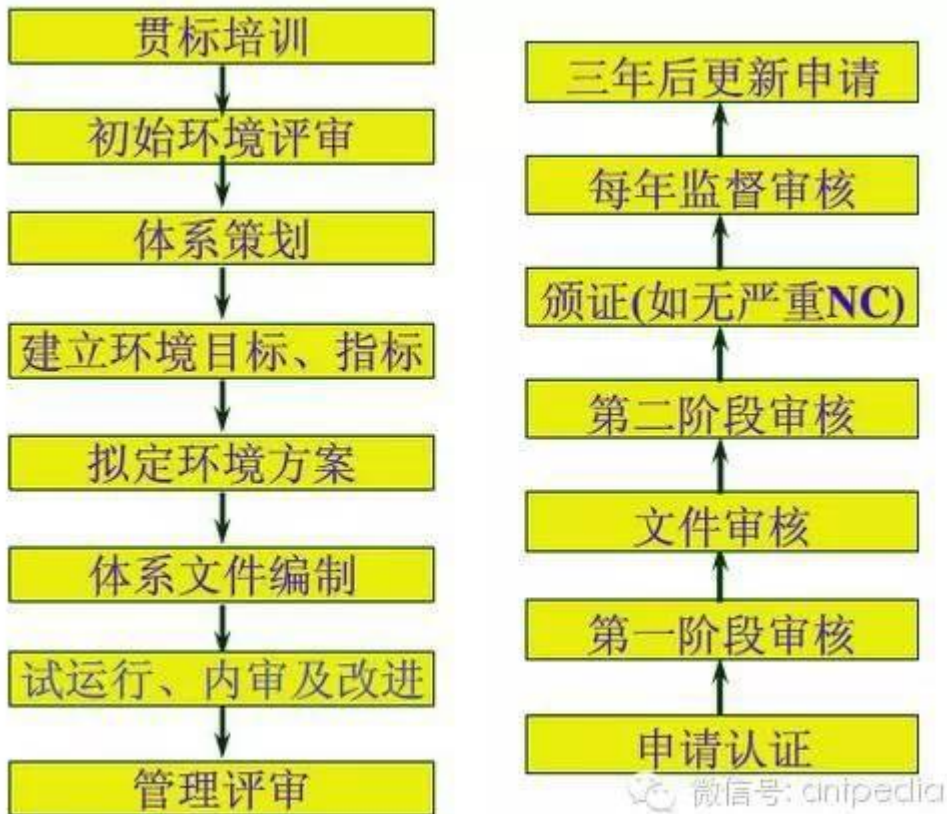 贯标培训
初始环境评审
体系策划
建立环境目标、指标
拟定环境方案
体系文件编制
试运行、内审及改进
管理评审
三年后更新申请
每年监督审核
颁证(如无严重NC)
第二阶段审核
文件审核
第一阶段审核
申请认证
微信号: antpedia